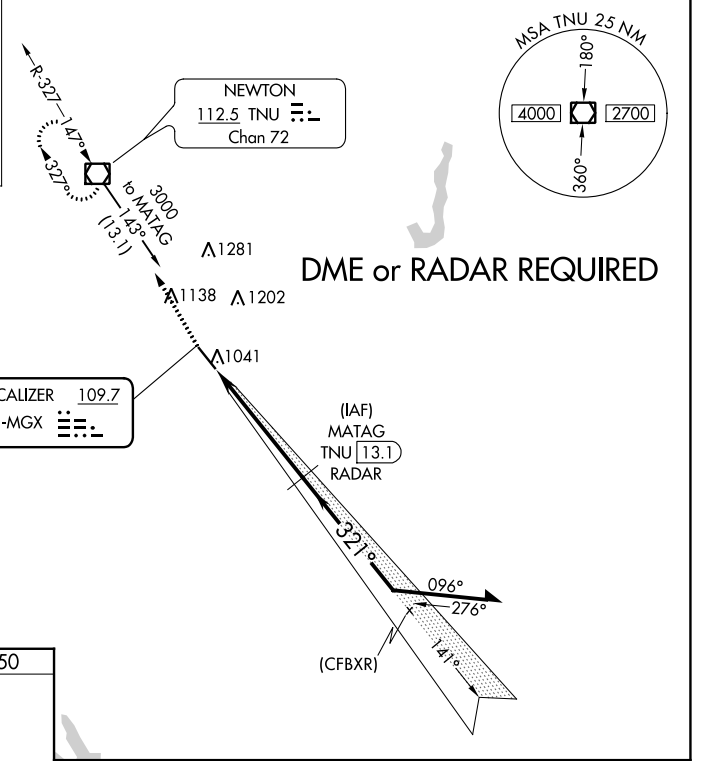 MSA TNU 25 NM
180°
4000
2700
360°
R-327
147°
327°
NEWTON
112.5 TNU
Chan 72
3000
to MATAG
143°
(13.1)
1281
DME or RADAR REQUIRED
1138
1202
1041
CALIZER 109.7
-MGX
(IAF)
MATAG
TNU 13.1
RADAR
321°
096°
276°
(CFBXR)
141°
50